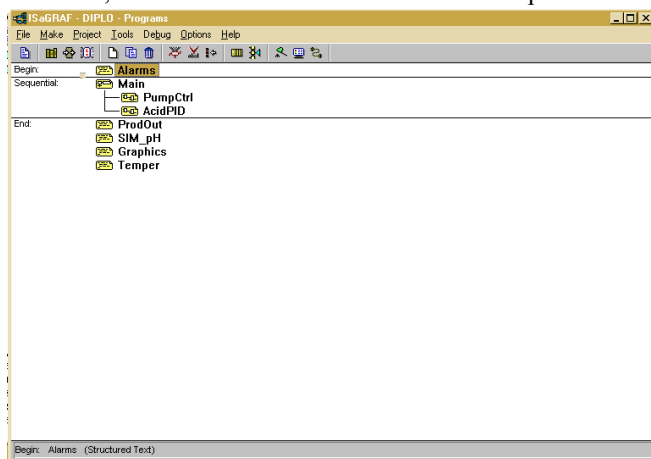 ISaGRAF - DIPLO - Programs
File Make Project Tools Debug Options Help
Begin: Alarms
Sequential: Main
PumpCtrl
AcidPID
End: ProdOut
SIM_pH
Graphics
Temper
Begin: Alarms (Structured Text)